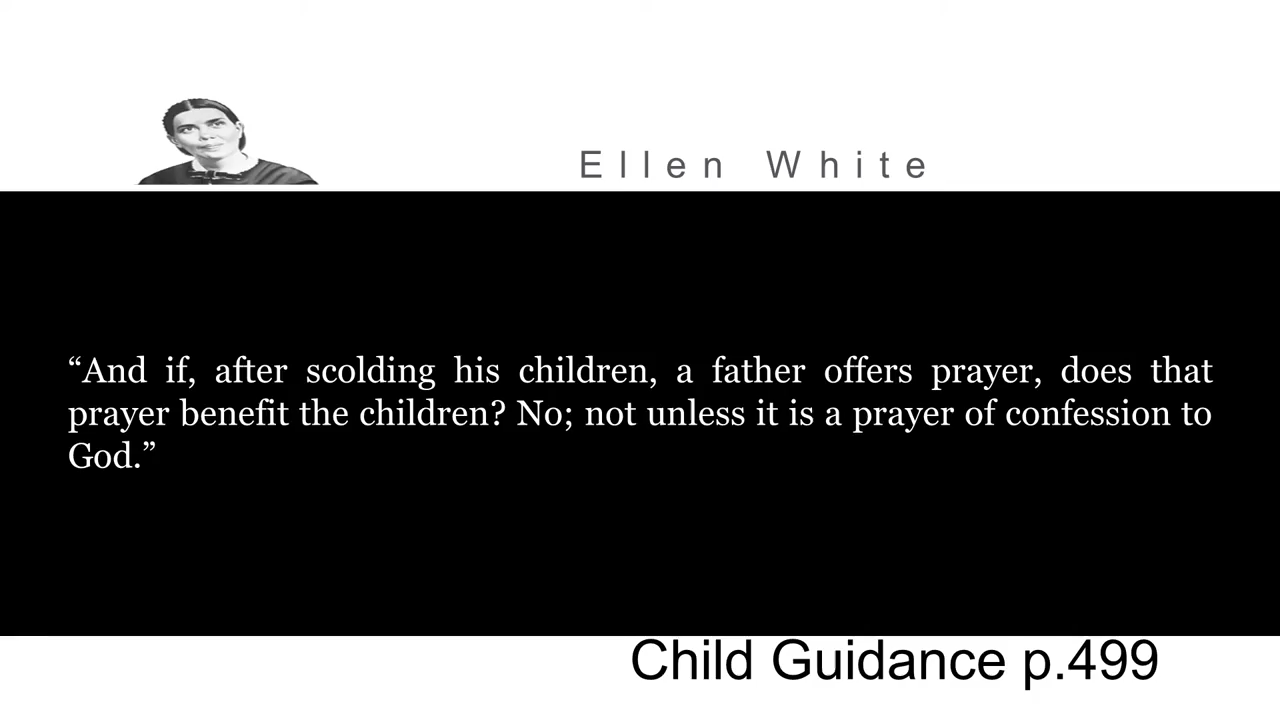 Ellen White
“And if, after scolding his children, a father offers prayer, does that
prayer benefit the children? No; not unless it is a prayer of confession to
God.”
Child Guidance p.499